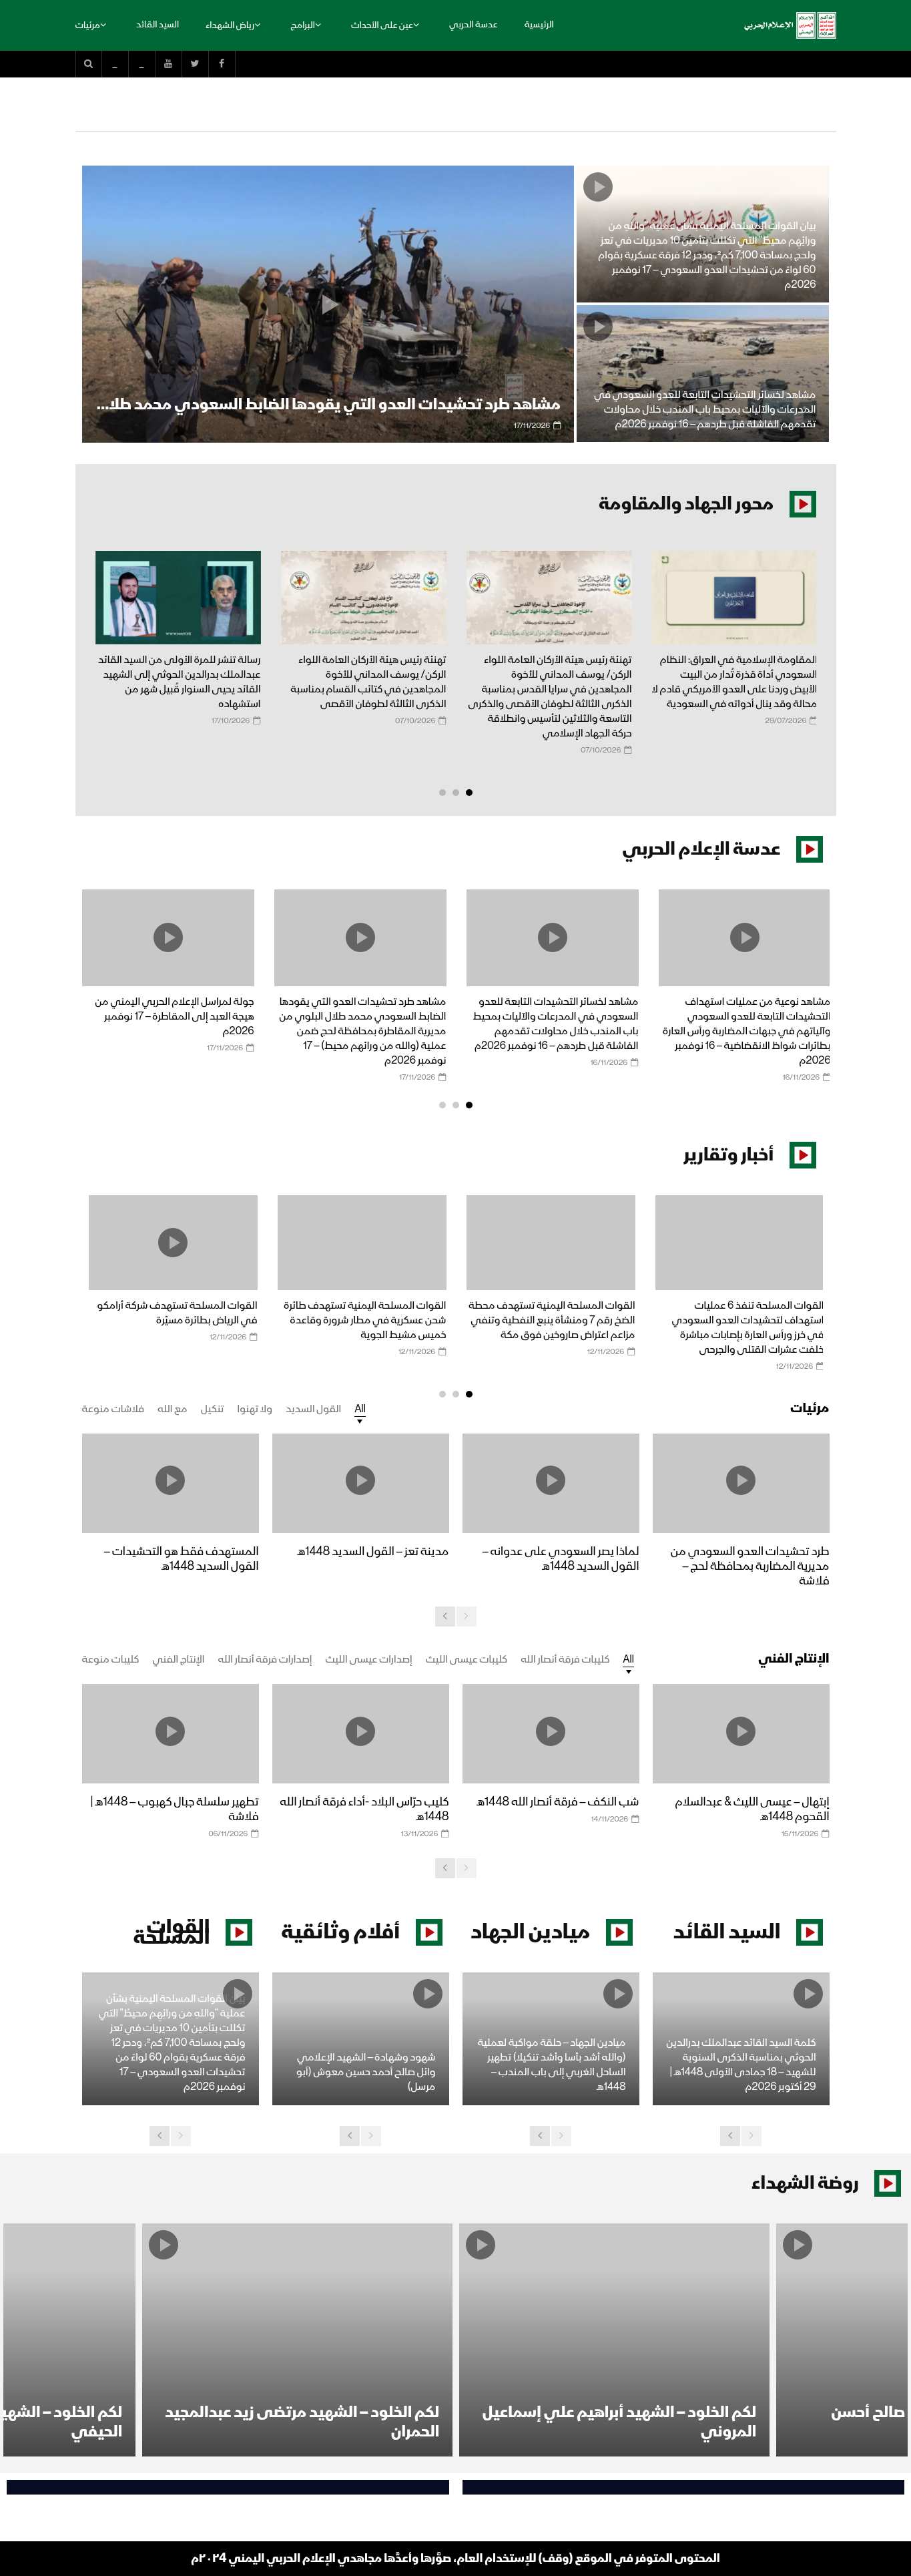 الإعلام الحربي
الرئيسية
عدسة الحربي
عين على الأحداث
البرامج
رياض الشهداء
السيد القائد
مرئيات
بيان القوات المسلحة اليمنية بشأن عملية "والله من
ورائهم محيط" التي تكللت بتأمين 10 مديريات في تعز
ولحج بمساحة 7,100 كم²، ودحر 12 فرقة عسكرية بقوام
60 لواءً من تحشيدات العدو السعودي – 17 نوفمبر
2026م
مشاهد لخسائر التحشيدات التابعة للعدو السعودي في
المدرعات والآليات بمحيط باب المندب خلال محاولات
تقدمهم الفاشلة قبل طردهم – 16 نوفمبر 2026م
مشاهد طرد تحشيدات العدو التي يقودها الضابط السعودي محمد طلا...
17/11/2026
محور الجهاد والمقاومة
المقاومة الإسلامية في العراق: النظام
السعودي أداة قذرة تُدار من البيت
الأبيض وردنا على العدو الأمريكي قادم لا
محالة وقد ينال أدواته في السعودية
29/07/2026
تهنئة رئيس هيئة الأركان العامة اللواء
الركن/ يوسف المداني للأخوة
المجاهدين في سرايا القدس بمناسبة
الذكرى الثالثة لطوفان الأقصى والذكرى
التاسعة والثلاثين لتأسيس وانطلاقة
حركة الجهاد الإسلامي
07/10/2026
تهنئة رئيس هيئة الأركان العامة اللواء
الركن/ يوسف المداني للأخوة
المجاهدين في كتائب القسام بمناسبة
الذكرى الثالثة لطوفان الأقصى
07/10/2026
رسالة تنشر للمرة الأولى من السيد القائد
عبدالملك بدرالدين الحوثي إلى الشهيد
القائد يحيى السنوار قُبيل شهر من
استشهاده
17/10/2026
عدسة الإعلام الحربي
مشاهد نوعية من عمليات استهداف
التحشيدات التابعة للعدو السعودي
وآلياتهم في جبهات المضاربة ورأس العارة
بطائرات شواظ الانقضاضية – 16 نوفمبر
2026م
16/11/2026
مشاهد لخسائر التحشيدات التابعة للعدو
السعودي في المدرعات والآليات بمحيط
باب المندب خلال محاولات تقدمهم
الفاشلة قبل طردهم – 16 نوفمبر 2026م
16/11/2026
مشاهد طرد تحشيدات العدو التي يقودها
الضابط السعودي محمد طلال البلوي من
مديرية المقاطرة بمحافظة لحج ضمن
عملية (والله من ورائهم محيط) – 17
نوفمبر 2026م
17/11/2026
جولة لمراسل الإعلام الحربي اليمني من
هيجة العبد إلى المقاطرة – 17 نوفمبر
2026م
17/11/2026
أخبار وتقارير
القوات المسلحة تنفذ 6 عمليات
استهداف لتحشيدات العدو السعودي
في خرز ورأس العارة بإصابات مباشرة
خلفت عشرات القتلى والجرحى
12/11/2026
القوات المسلحة اليمنية تستهدف محطة
الضخ رقم 7 ومنشأة ينبع النفطية وتنفي
مزاعم اعتراض صاروخين فوق مكة
12/11/2026
القوات المسلحة اليمنية تستهدف طائرة
شحن عسكرية في مطار شرورة وقاعدة
خميس مشيط الجوية
12/11/2026
القوات المسلحة تستهدف شركة أرامكو
في الرياض بطائرة مسيّرة
12/11/2026
مرئيات
All
القول السديد
ولا تهنوا
تنكيل
مع الله
فلاشات منوعة
طرد تحشيدات العدو السعودي من
مديرية المضاربة بمحافظة لحج –
فلاشة
لماذا يصر السعودي على عدوانه –
القول السديد 1448هـ
مدينة تعز – القول السديد 1448هـ
المستهدف فقط هو التحشيدات –
القول السديد 1448هـ
الإنتاج الفني
All
كليبات فرقة أنصار الله
كليبات عيسى الليث
إصدارات عيسى الليث
إصدارات فرقة أنصار الله
الإنتاج الفني
كليبات منوعة
إبتهال – عيسى الليث & عبدالسلام
القحوم 1448هـ
15/11/2026
شب النكف – فرقة أنصار الله 1448هـ
14/11/2026
كليب حرّاس البلاد -أداء فرقة أنصار الله
1448هـ
13/11/2026
تطهير سلسلة جبال كهبوب – 1448هـ |
فلاشة
06/11/2026
السيد القائد
ميادين الجهاد
أفلام وثائقية
القوات
المسلحة
كلمة السيد القائد عبدالملك بدرالدين
الحوثي بمناسبة الذكرى السنوية
للشهيد – 18 جمادى الأولى 1448هـ |
29 أكتوبر 2026م
ميادين الجهاد – حلقة مواكبة لعملية
(والله أشد بأسا وأشد تنكيلا) تطهير
الساحل الغربي إلى باب المندب –
1448هـ
شهود وشهادة – الشهيد الإعلامي
وائل صالح أحمد حسين معوش (أبو
مرسل)
القوات المسلحة اليمنية بشأن
عملية "والله من ورائهم محيط" التي
تكللت بتأمين 10 مديريات في تعز
ولحج بمساحة 7,100 كم²، ودحر 12
فرقة عسكرية بقوام 60 لواءً من
تحشيدات العدو السعودي – 17
نوفمبر 2026م
روضة الشهداء
صالح أحسن
لكم الخلود – الشهيد أبراهيم علي إسماعيل
المروني
لكم الخلود – الشهيد مرتضى زيد عبدالمجيد
الحمران
لكم الخلود – الشهيد
الحيفي
المحتوى المتوفر في الموقع (وقف) للإستخدام العام، صوَّرها وأعدَّها مجاهدي الإعلام الحربي اليمني ٢٠٢4م